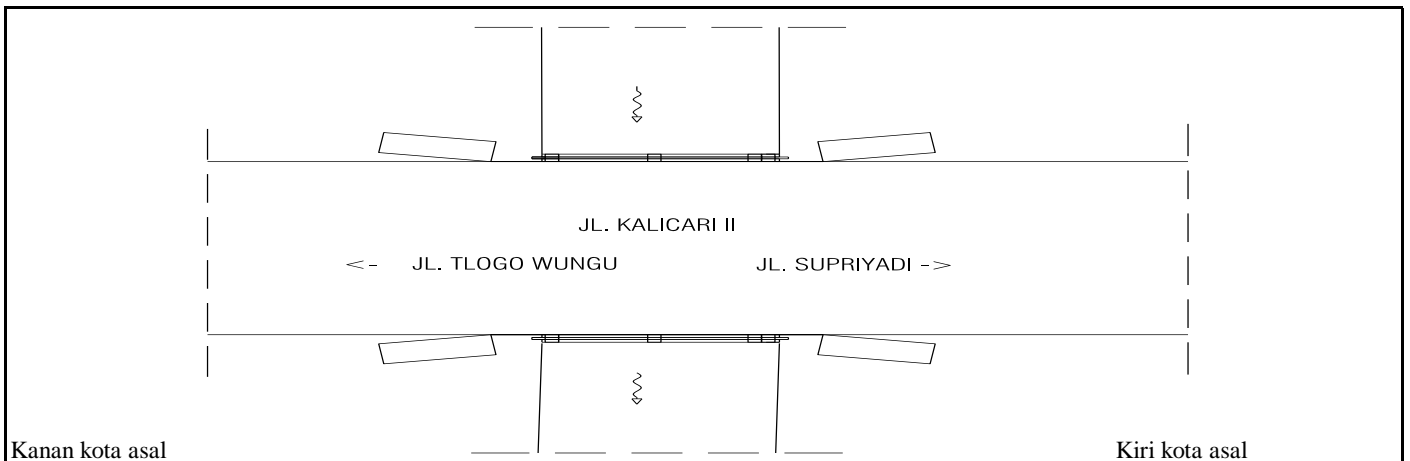 JL. KALICARI II
<- JL. TLOGO WUNGU JL. SUPRIYADI ->
Kanan kota asal Kiri kota asal